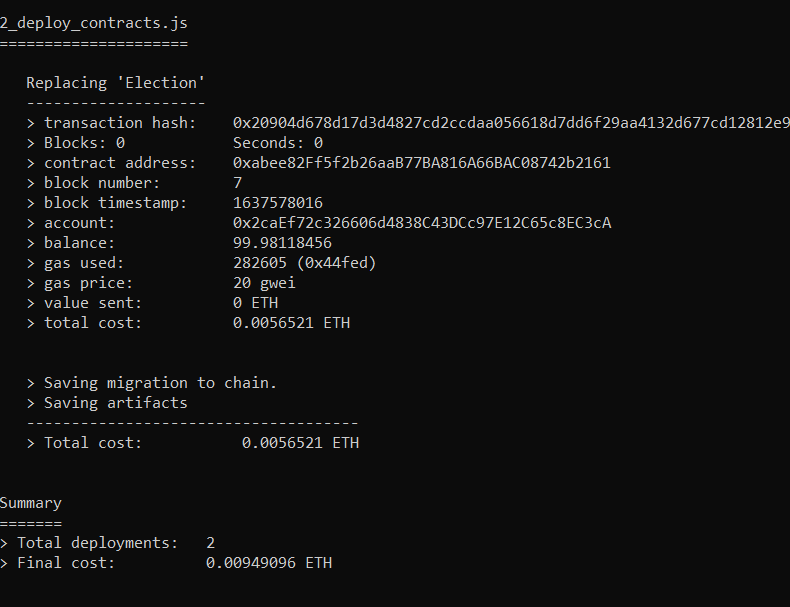 2_deploy_contracts.js
=====================
Replacing 'Election'
--------------------
> transaction hash: 0x20904d678d17d3d4827cd2ccdaa056618d7dd6f29aa4132d677cd12812e9
> Blocks: 0 Seconds: 0
> contract address: 0xabee82Ff5f2b26aaB77BA816A66BAC08742b2161
> block number: 7
> block timestamp: 1637578016
> account: 0x2caEf72c326606d4838C43DCc97E12C65c8EC3cA
> balance: 99.98118456
> gas used: 282605 (0x44fed)
> gas price: 20 gwei
> value sent: 0 ETH
> total cost: 0.0056521 ETH
> Saving migration to chain.
> Saving artifacts
-------------------------------------
> Total cost: 0.0056521 ETH
Summary
=======
> Total deployments: 2
> Final cost: 0.00949096 ETH